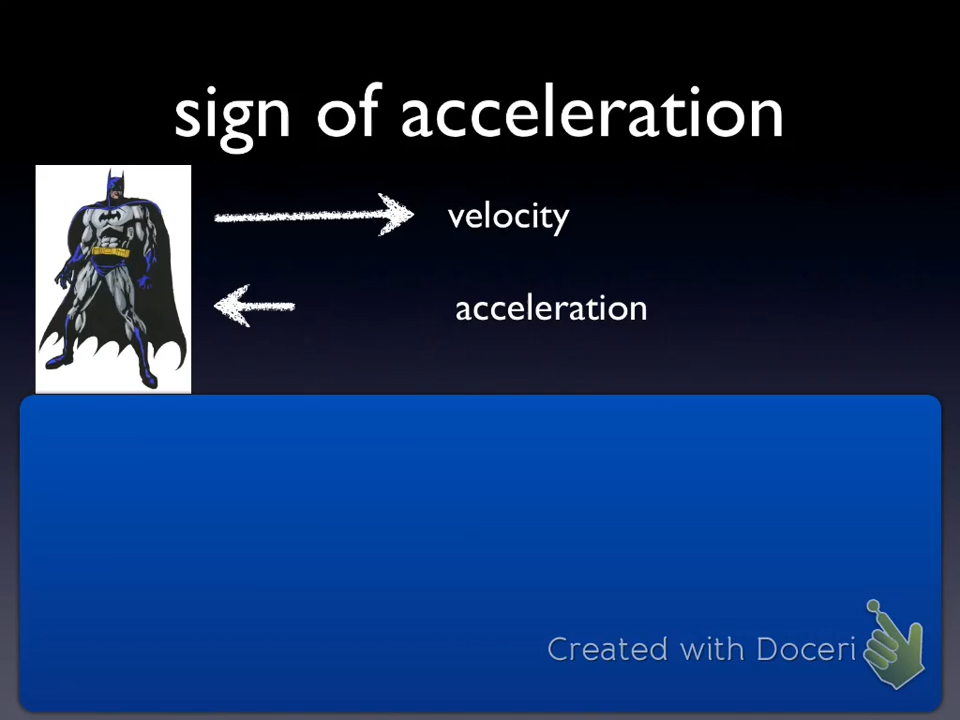 sign of acceleration
velocity
acceleration
Created with Doceri